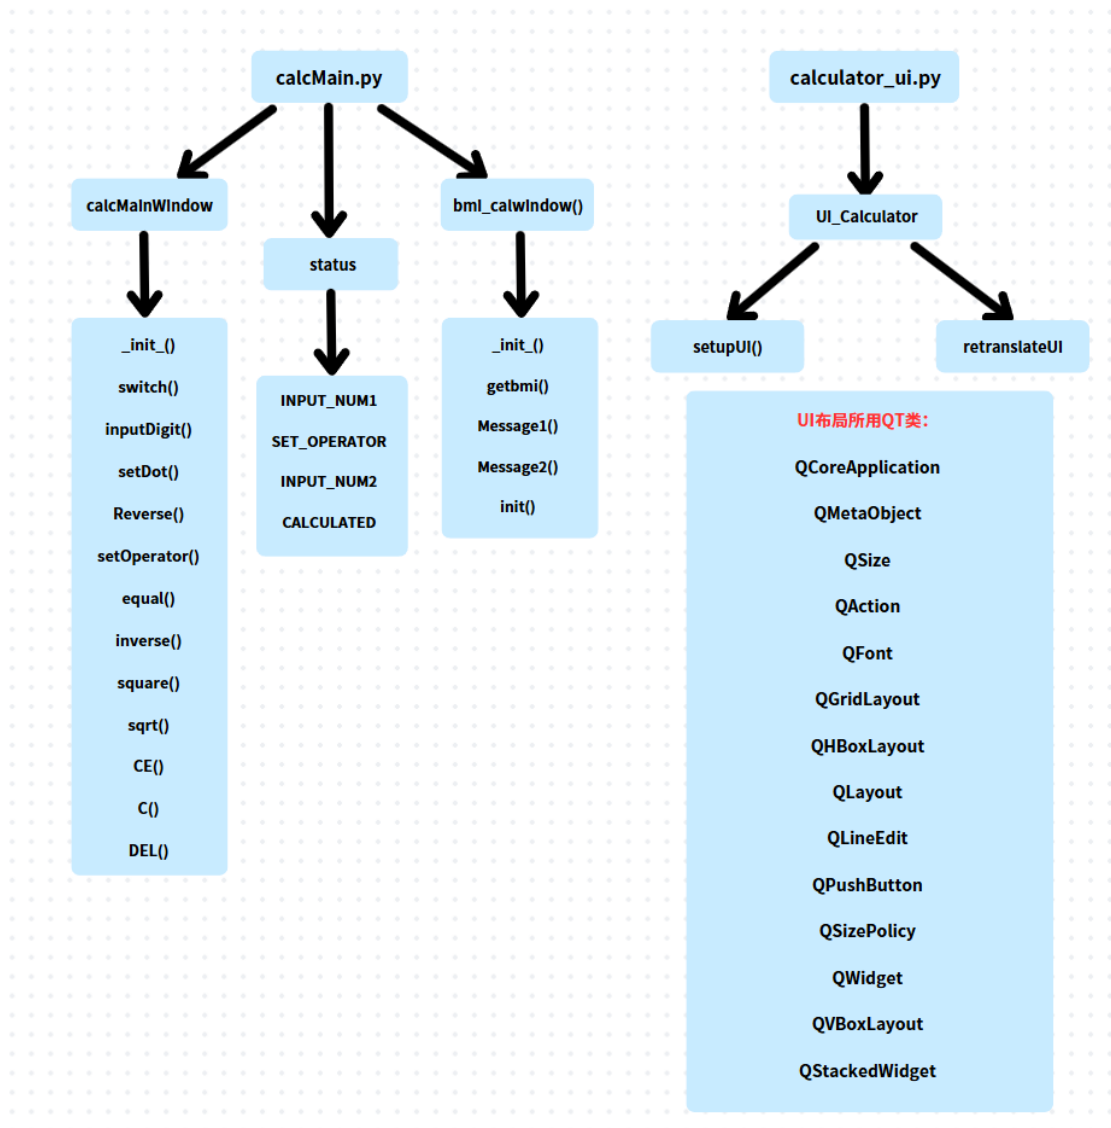 calcMain.py
calcMainWIndow
_init_()
switch()
inputDigit()
setDot()
Reverse()
setOperator()
equal()
inverse()
square()
sqrt()
CE()
C()
DEL()
status
INPUT_NUM1
SET_OPERATOR
INPUT_NUM2
CALCULATED
bmI_calwIndow()
_init_()
getbmi()
Message1()
Message2()
init()
calculator_ui.py
UI_Calculator
setupUI()
retranslateUI
UI布局所用QT类：
QCoreApplication
QMetaObject
QSize
QAction
QFont
QGridLayout
QHBoxLayout
QLayout
QLineEdit
QPushButton
QSizePolicy
QWidget
QVBoxLayout
QStackedWidget